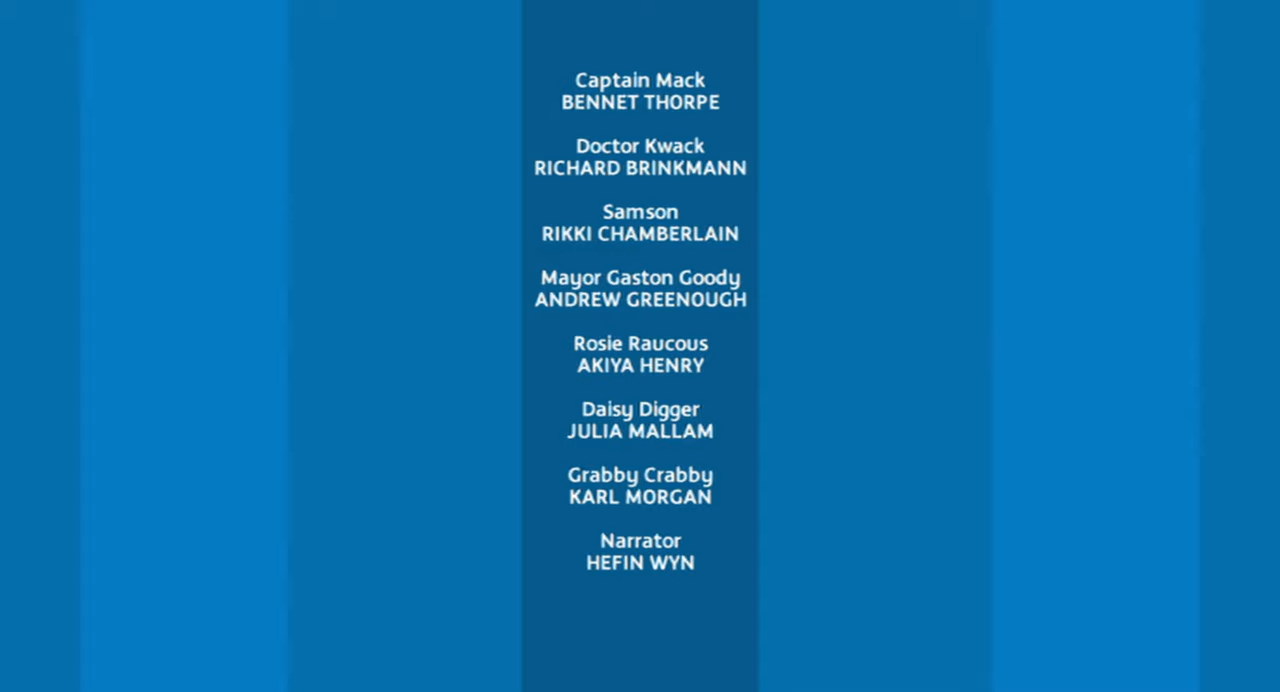 Captain Mack
BENNET THORPE
Doctor Kwack
RICHARD BRINKMANN
Samson
RIKKI CHAMBERLAIN
Mayor Gaston Goody
ANDREW GREENOUGH
Rosie Raucous
AKIYA HENRY
Daisy Digger
JULIA MALLAM
Grabby Crabby
KARL MORGAN
Narrator
HEFIN WYN